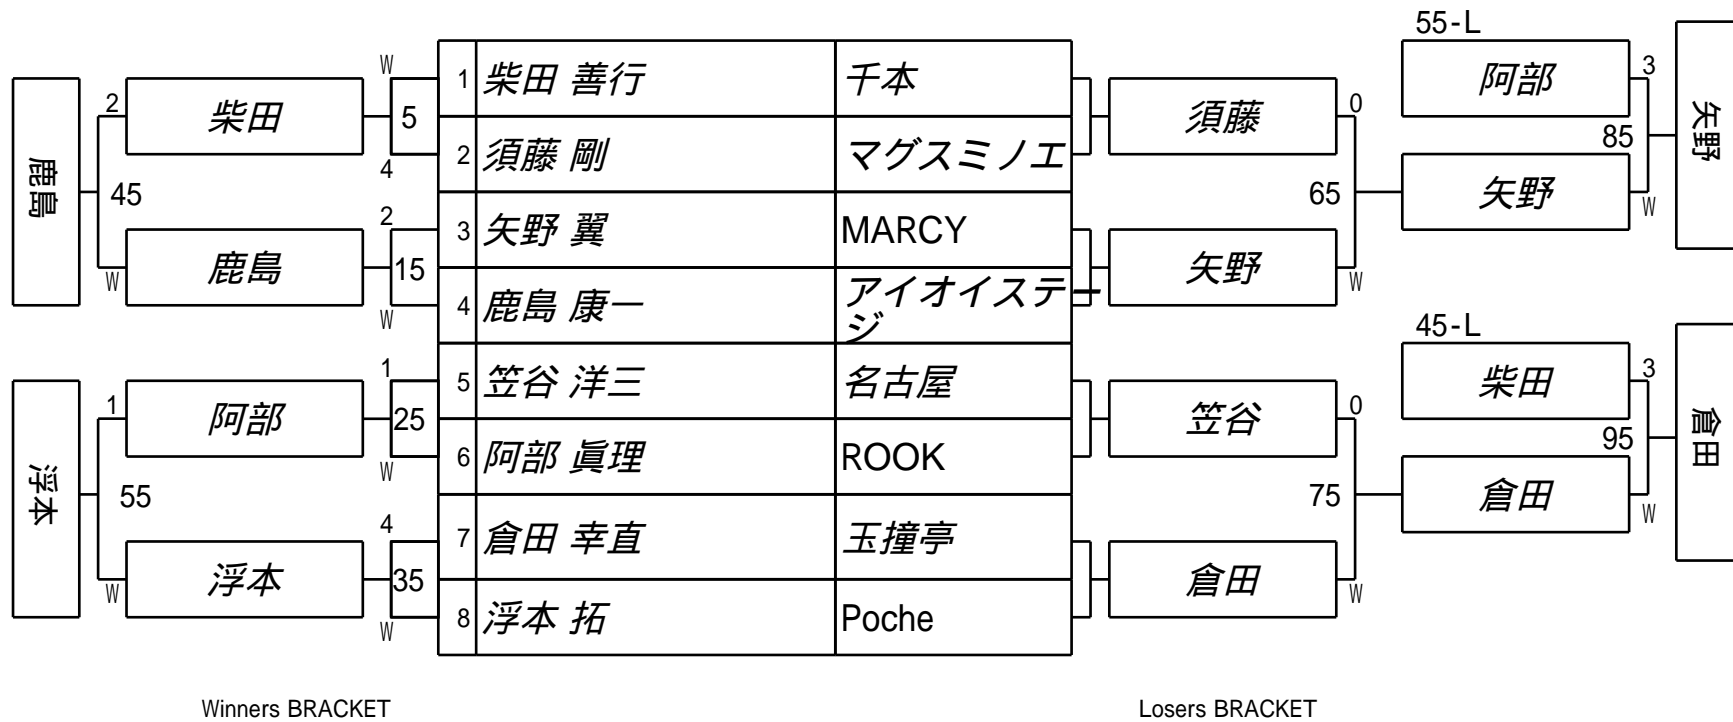 55-L
W 1 柴田 善行 千本 阿部 3
2 柴田 5 須藤 0 矢野
4 2 須藤 剛 マグスミノエ 85
鹿島 45 65 矢野 W
2 3 矢野 翼 MARCY
W 鹿島 15 矢野 W
W 4 鹿島 康一 アイオイステー
ジ
45-L
1 5 笠谷 洋三 名古屋 柴田 3
1 阿部 25 笠谷 0 倉田
W 6 阿部 眞理 ROOK 95
浮本 55 75 倉田 W
4 7 倉田 幸直 玉撞亭
W 浮本 35 倉田 W
W 8 浮本 拓 Poche
Winners BRACKET Losers BRACKET